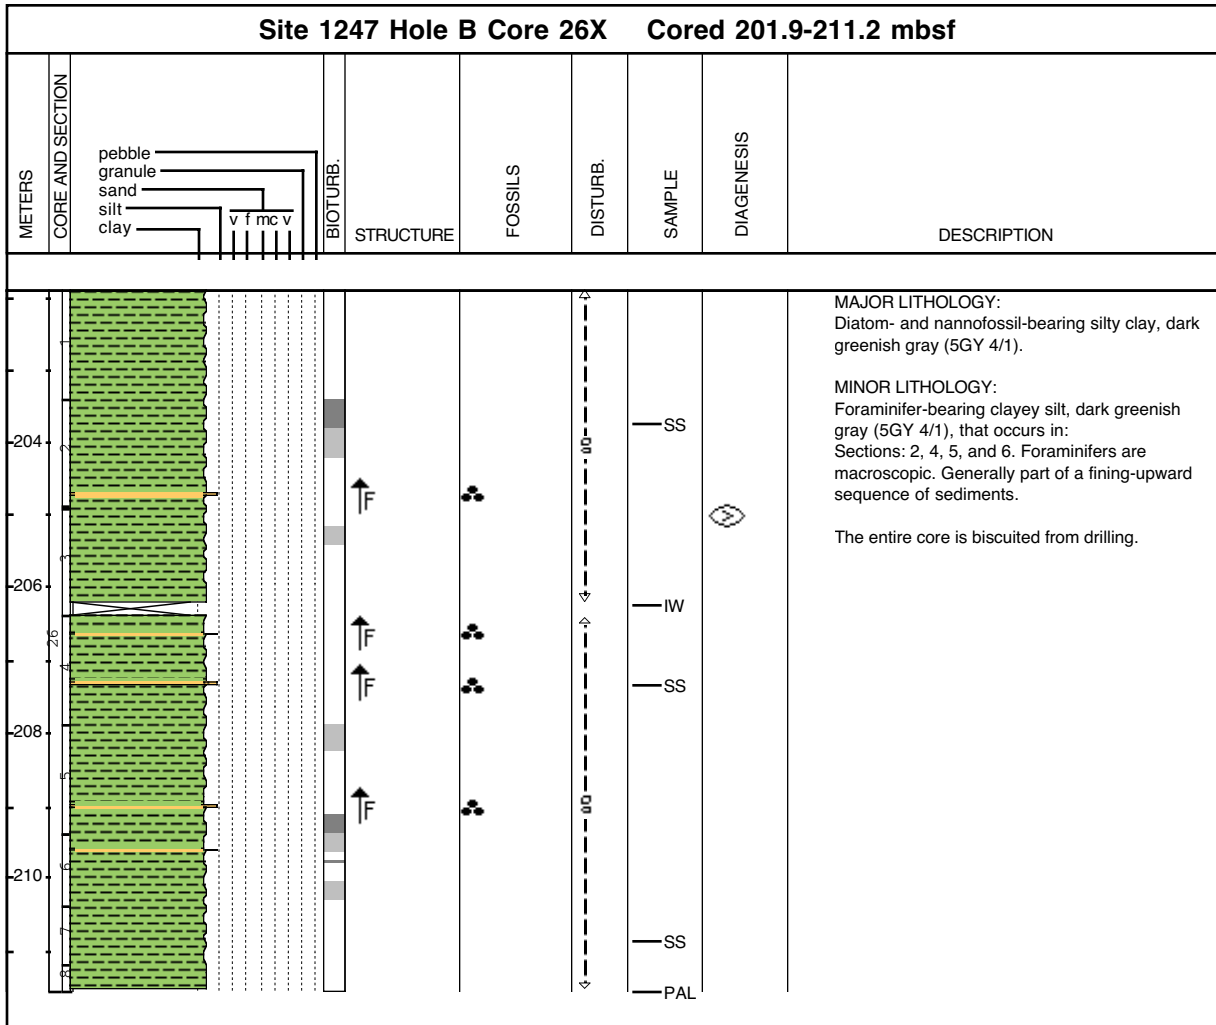 Site 1247 Hole B Core 26X Cored 201.9-211.2 mbsf
METERS
CORE AND SECTION
pebble
granule
sand
silt
clay
v f mc v
BIOTURB.
STRUCTURE
FOSSILS
DISTURB.
SAMPLE
DIAGENESIS
DESCRIPTION
MAJOR LITHOLOGY:
Diatom- and nannofossil-bearing silty clay, dark
greenish gray (5GY 4/1).
MINOR LITHOLOGY:
Foraminifer-bearing clayey silt, dark greenish
gray (5GY 4/1), that occurs in:
Sections: 2, 4, 5, and 6. Foraminifers are
macroscopic. Generally part of a fining-upward
sequence of sediments.
The entire core is biscuited from drilling.
1
204
2
SS
F
3
206
IW
26
F
4
F
SS
208
5
F
6
210
7
SS
8
PAL